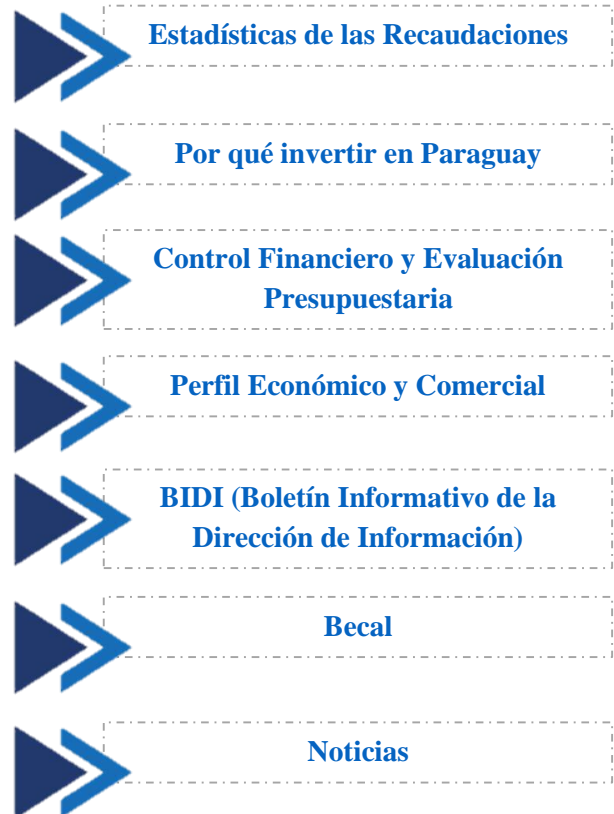 Estadísticas de las Recaudaciones
Por qué invertir en Paraguay
Control Financiero y Evaluación
Presupuestaria
Perfil Económico y Comercial
BIDI (Boletín Informativo de la
Dirección de Información)
Becal
Noticias